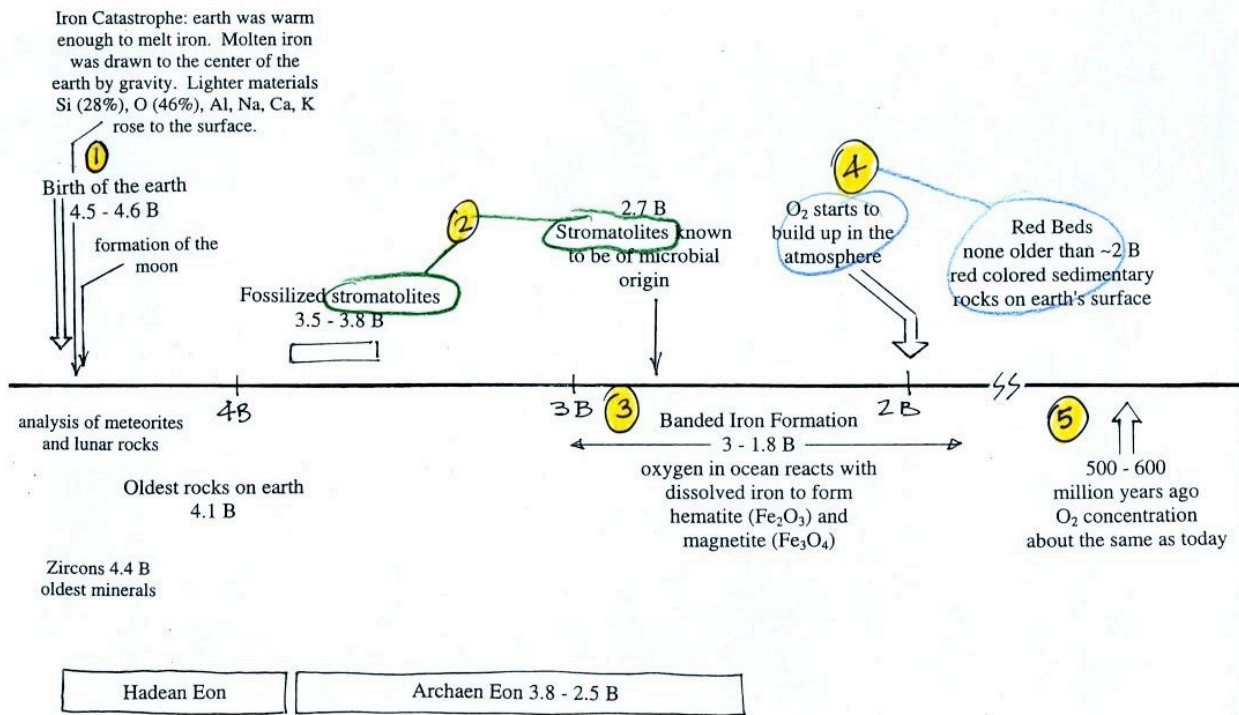 Iron Catastrophe: earth was warm
enough to melt iron. Molten iron
was drawn to the center of the
earth by gravity. Lighter materials
Si (28%), O (46%), Al, Na, Ca, K
rose to the surface.
1
Birth of the earth
4.5 - 4.6 B
formation of the
moon
2
Fossilized stromatolites
3.5 - 3.8 B
2.7 B
Stromatolites known
to be of microbial
origin
4
O₂ starts to
build up in the
atmosphere
Red Beds
none older than ~2 B
red colored sedimentary
rocks on earth's surface
4B
3B
2B
analysis of meteorites
and lunar rocks
Oldest rocks on earth
4.1 B
Zircons 4.4 B
oldest minerals
3
Banded Iron Formation
3 - 1.8 B
oxygen in ocean reacts with
dissolved iron to form
hematite (Fe₂O₃) and
magnetite (Fe₃O₄)
5
500 - 600
million years ago
O₂ concentration
about the same as today
Hadean Eon
Archaen Eon 3.8 - 2.5 B